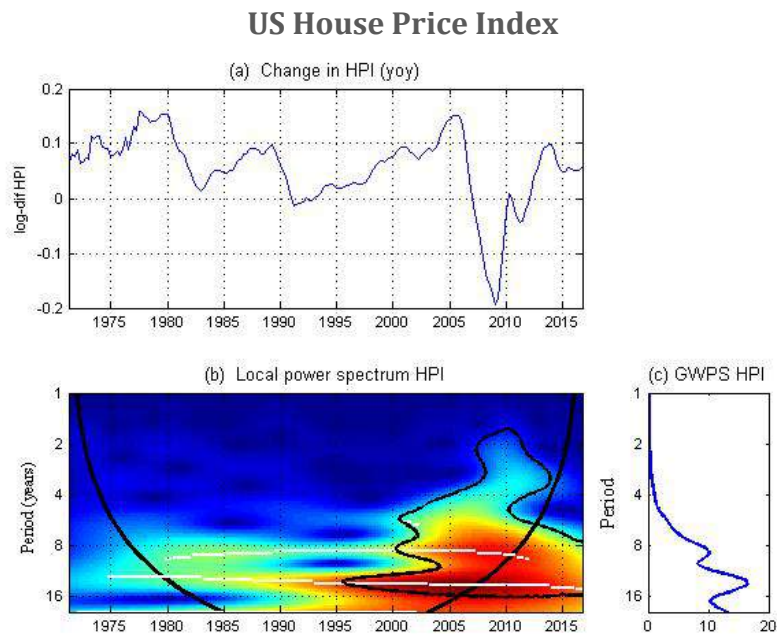 US House Price Index
(a) Change in HPI (yoy)
log-dif HPI
0.2
0.1
0
-0.1
-0.2
1975 1980 1985 1990 1995 2000 2005 2010 2015
(b) Local power spectrum HPI
Period (years)
1
2
4
8
16
1975 1980 1985 1990 1995 2000 2005 2010 2015
(c) GWPS HPI
Period
1
2
4
8
16
0 10 20